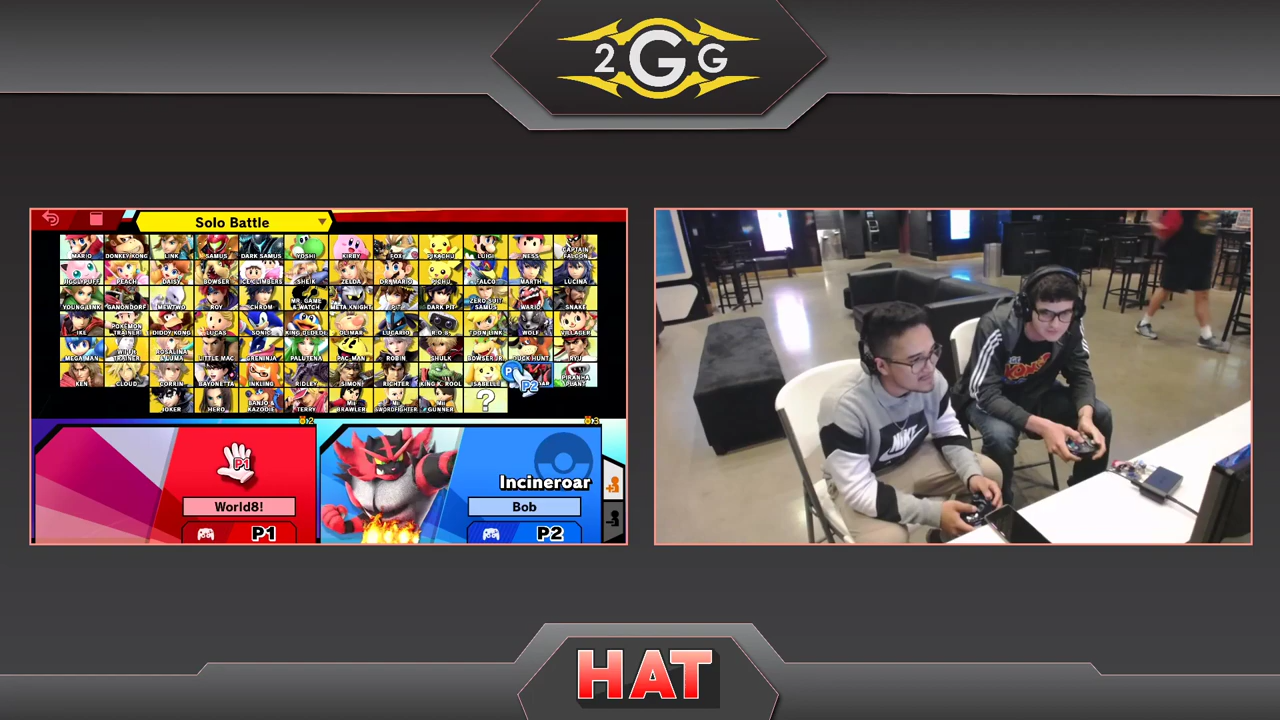 2GG
Solo Battle
MARIO DONKEY KONG LINK SAMUS DARK SAMUS YOSHI KIRBY FOX PIKACHU LUIGI NESS CAPTAIN FALCON
JIGGLYPUFF PEACH DAISY BOWSER ICE CLIMBERS SHEIK ZELDA DR. MARIO PICHU FALCO MARTH LUCINA
YOUNG LINK GANONDORF MEWTWO ROY CHROM MR. GAME & WATCH META KNIGHT PIT DARK PIT ZERO SUIT SAMUS WARIO SNAKE
IKE POKÉMON TRAINER DIDDY KONG LUCAS SONIC KING DEDEDE OLIMAR LUCARIO R.O.B. TOON LINK WOLF VILLAGER
MEGA MAN WII FIT TRAINER ROSALINA & LUMA LITTLE MAC GRENINJA PALUTENA PAC-MAN ROBIN SHULK BOWSER JR. DUCK HUNT RYU
KEN CLOUD CORRIN BAYONETTA INKLING RIDLEY SIMON RICHTER KING K. ROOL ISABELLE P P2 PIRANHA PLANT
JOKER HERO BANJO & KAZOOIE TERRY Mii BRAWLER Mii SWORDFIGHTER Mii GUNNER ?
2
3
P1
Incineroar
World8!
Bob
P1
P2
NIKE
KONG
HAT